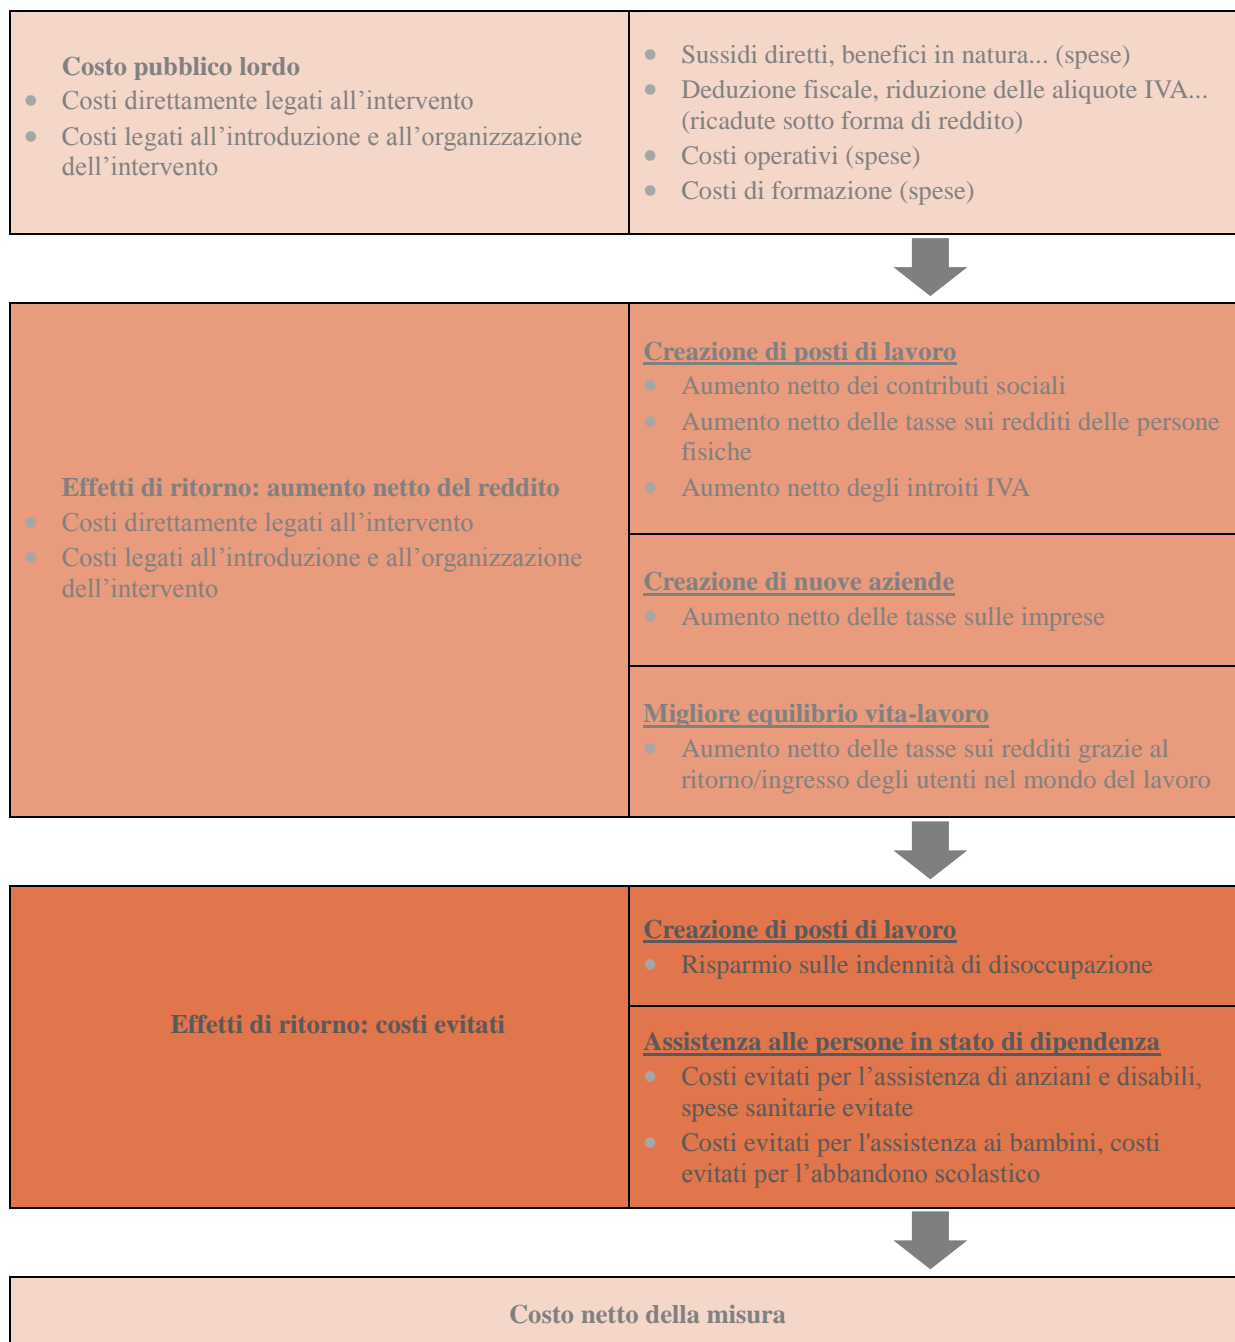 Costo pubblico lordo
• Costi direttamente legati all’intervento
• Costi legati all’introduzione e all’organizzazione
dell’intervento
• Sussidi diretti, benefici in natura... (spese)
• Deduzione fiscale, riduzione delle aliquote IVA...
(ricadute sotto forma di reddito)
• Costi operativi (spese)
• Costi di formazione (spese)
Effetti di ritorno: aumento netto del reddito
• Costi direttamente legati all’intervento
• Costi legati all’introduzione e all’organizzazione
dell’intervento
Creazione di posti di lavoro
• Aumento netto dei contributi sociali
• Aumento netto delle tasse sui redditi delle persone
fisiche
• Aumento netto degli introiti IVA
Creazione di nuove aziende
• Aumento netto delle tasse sulle imprese
Migliore equilibrio vita-lavoro
• Aumento netto delle tasse sui redditi grazie al
ritorno/ingresso degli utenti nel mondo del lavoro
Effetti di ritorno: costi evitati
Creazione di posti di lavoro
• Risparmio sulle indennità di disoccupazione
Assistenza alle persone in stato di dipendenza
• Costi evitati per l’assistenza di anziani e disabili,
spese sanitarie evitate
• Costi evitati per l'assistenza ai bambini, costi
evitati per l’abbandono scolastico
Costo netto della misura